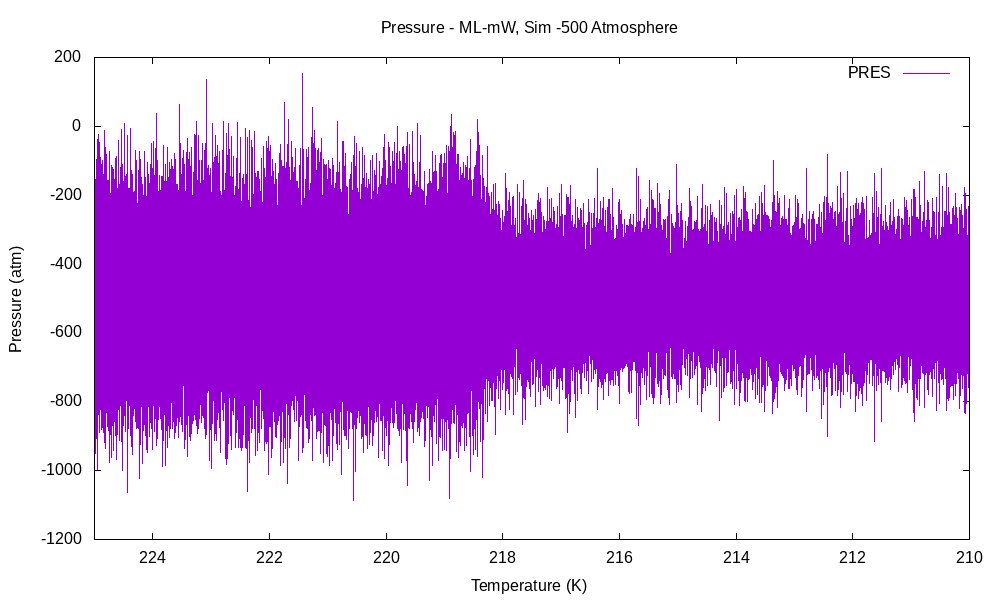 Pressure - ML-mW, Sim -500 Atmosphere
PRES
200
0
-200
-400
-600
-800
-1000
-1200
Pressure (atm)
224 222 220 218 216 214 212 210
Temperature (K)